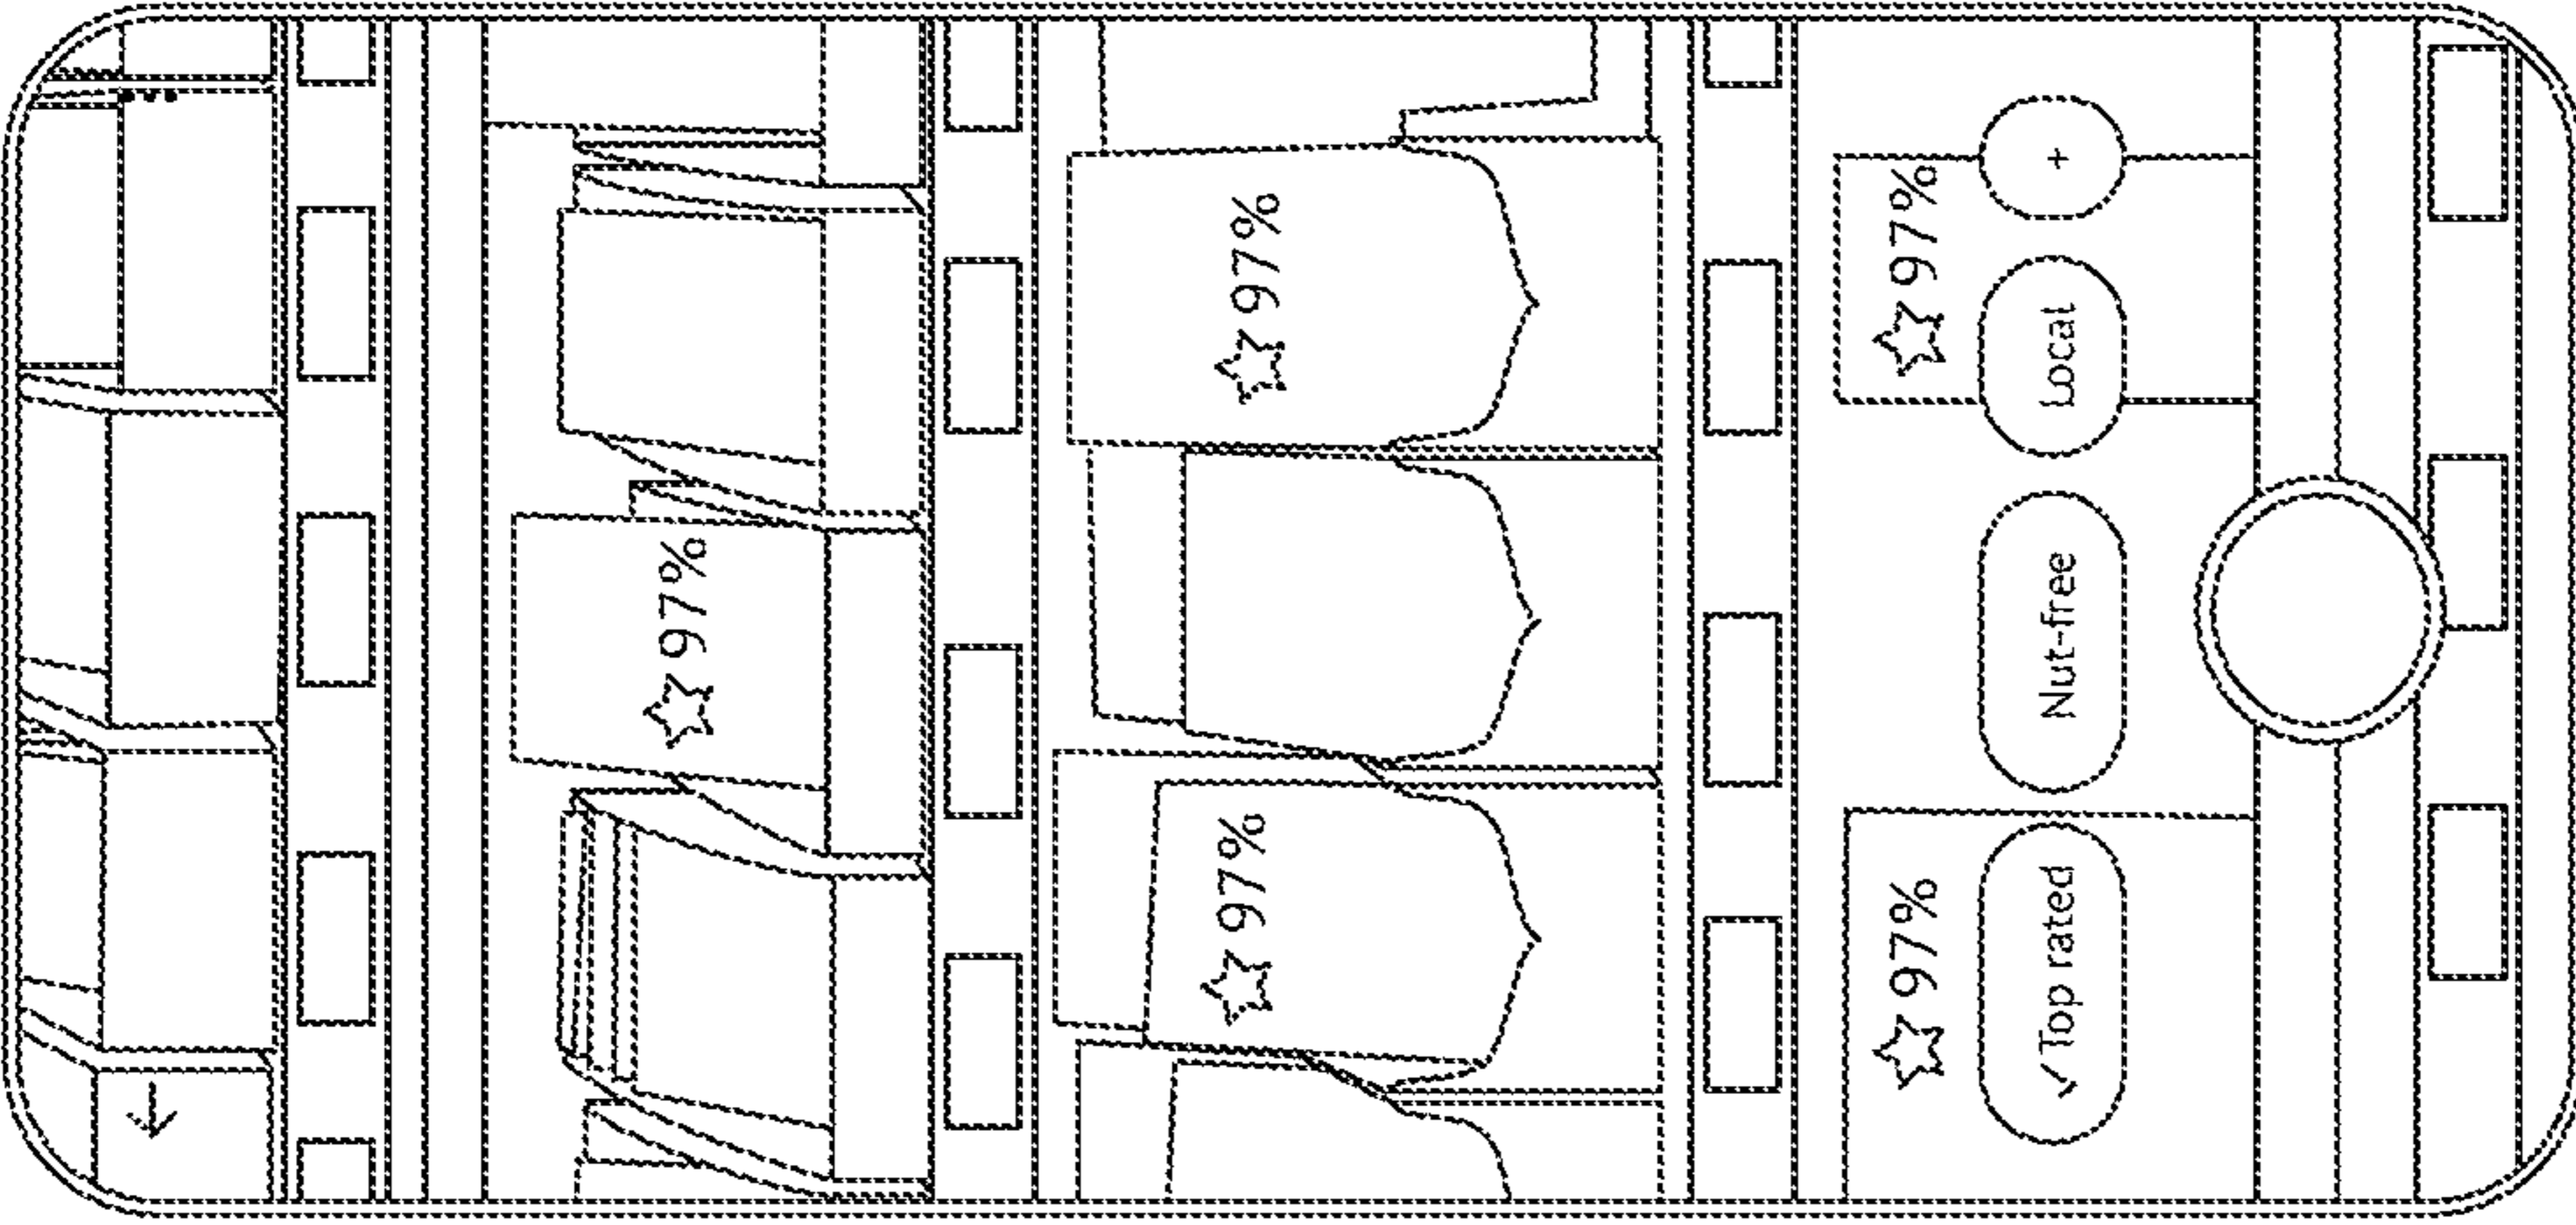 ☆ 97%
☆ 97% ☆ 97%
☆ 97% ☆ 97%
✓ Top rated Nut-free Local +